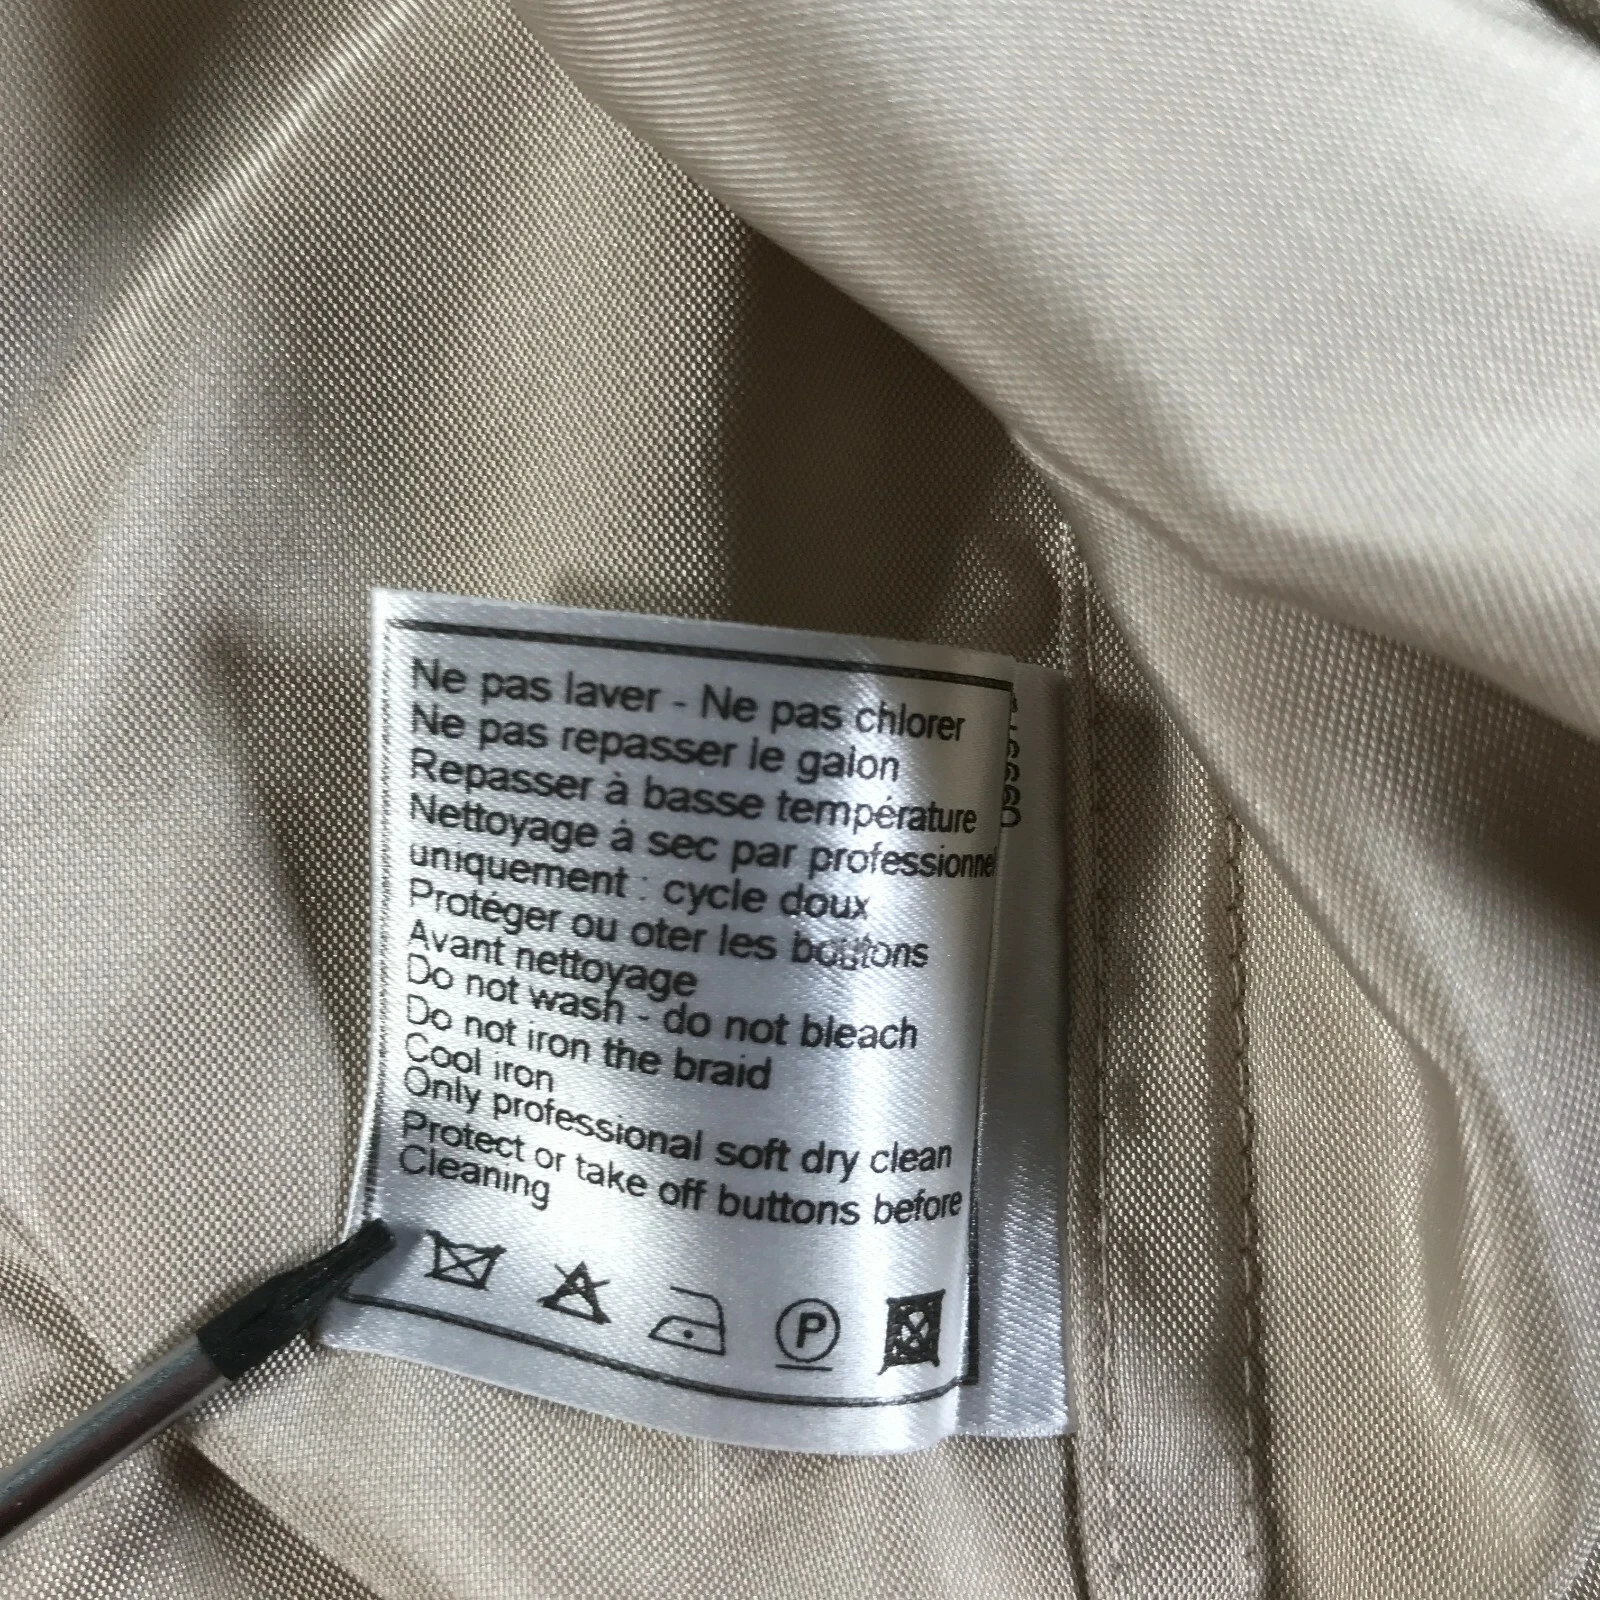 Ne pas laver - Ne pas chlorer
Ne pas repasser le galon
Repasser à basse température
Nettoyage à sec par professionnel
uniquement : cycle doux
Protéger ou oter les boutons
Avant nettoyage
Do not wash - do not bleach
Do not iron the braid
Cool iron
Only professional soft dry clean
Protect or take off buttons before
Cleaning
P